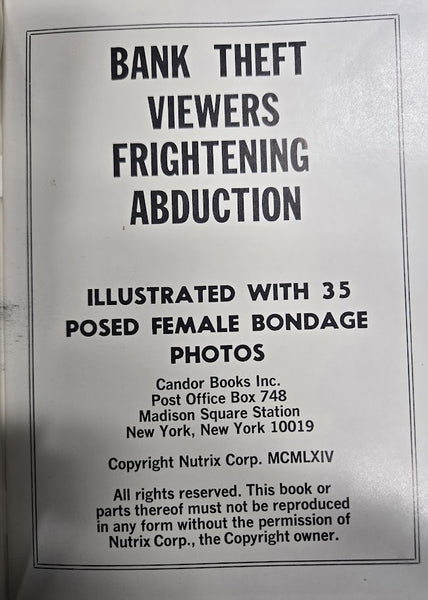 BANK THEFT
VIEWERS
FRIGHTENING
ABDUCTION
ILLUSTRATED WITH 35
POSED FEMALE BONDAGE
PHOTOS
Candor Books Inc.
Post Office Box 748
Madison Square Station
New York, New York 10019
Copyright Nutrix Corp. MCMLXIV
All rights reserved. This book or
parts thereof must not be reproduced
in any form without the permission of
Nutrix Corp., the Copyright owner.